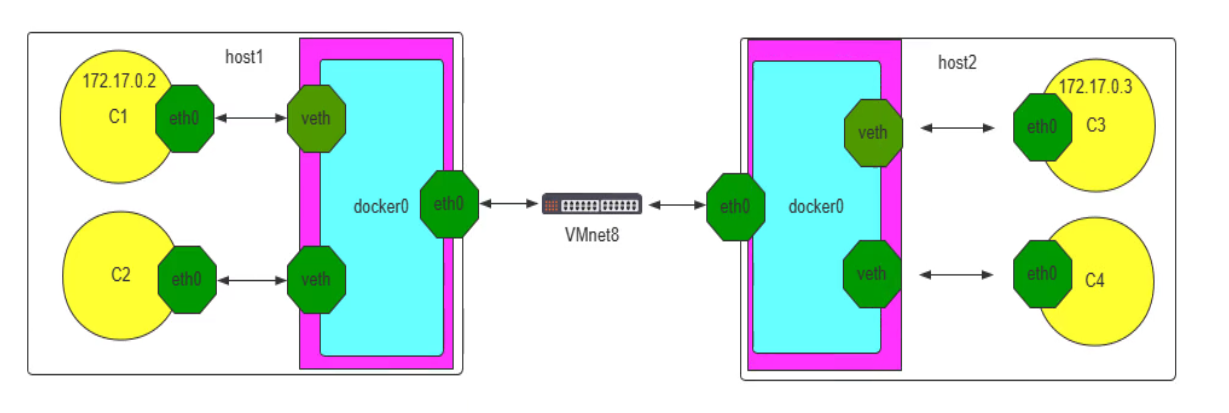 host1
172.17.0.2
C1
eth0
veth
docker0
eth0
C2
eth0
veth
VMnet8
host2
eth0
docker0
veth
172.17.0.3
eth0
C3
veth
eth0
C4